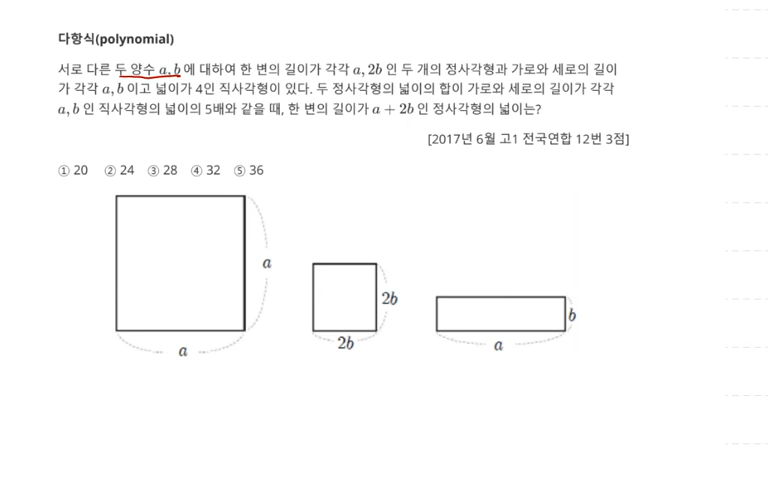 다항식(polynomial)
서로 다른 두 양수 a, b에 대하여 한 변의 길이가 각각 a, 2b인 두 개의 정사각형과 가로와 세로의 길이
가 각각 a, b이고 넓이가 4인 직사각형이 있다. 두 정사각형의 넓이의 합이 가로와 세로의 길이가 각각
a, b인 직사각형의 넓이의 5배와 같을 때, 한 변의 길이가 a + 2b인 정사각형의 넓이는?
[2017년 6월 고1 전국연합 12번 3점]
① 20 ② 24 ③ 28 ④ 32 ⑤ 36
a
2b
b
a
2b
a